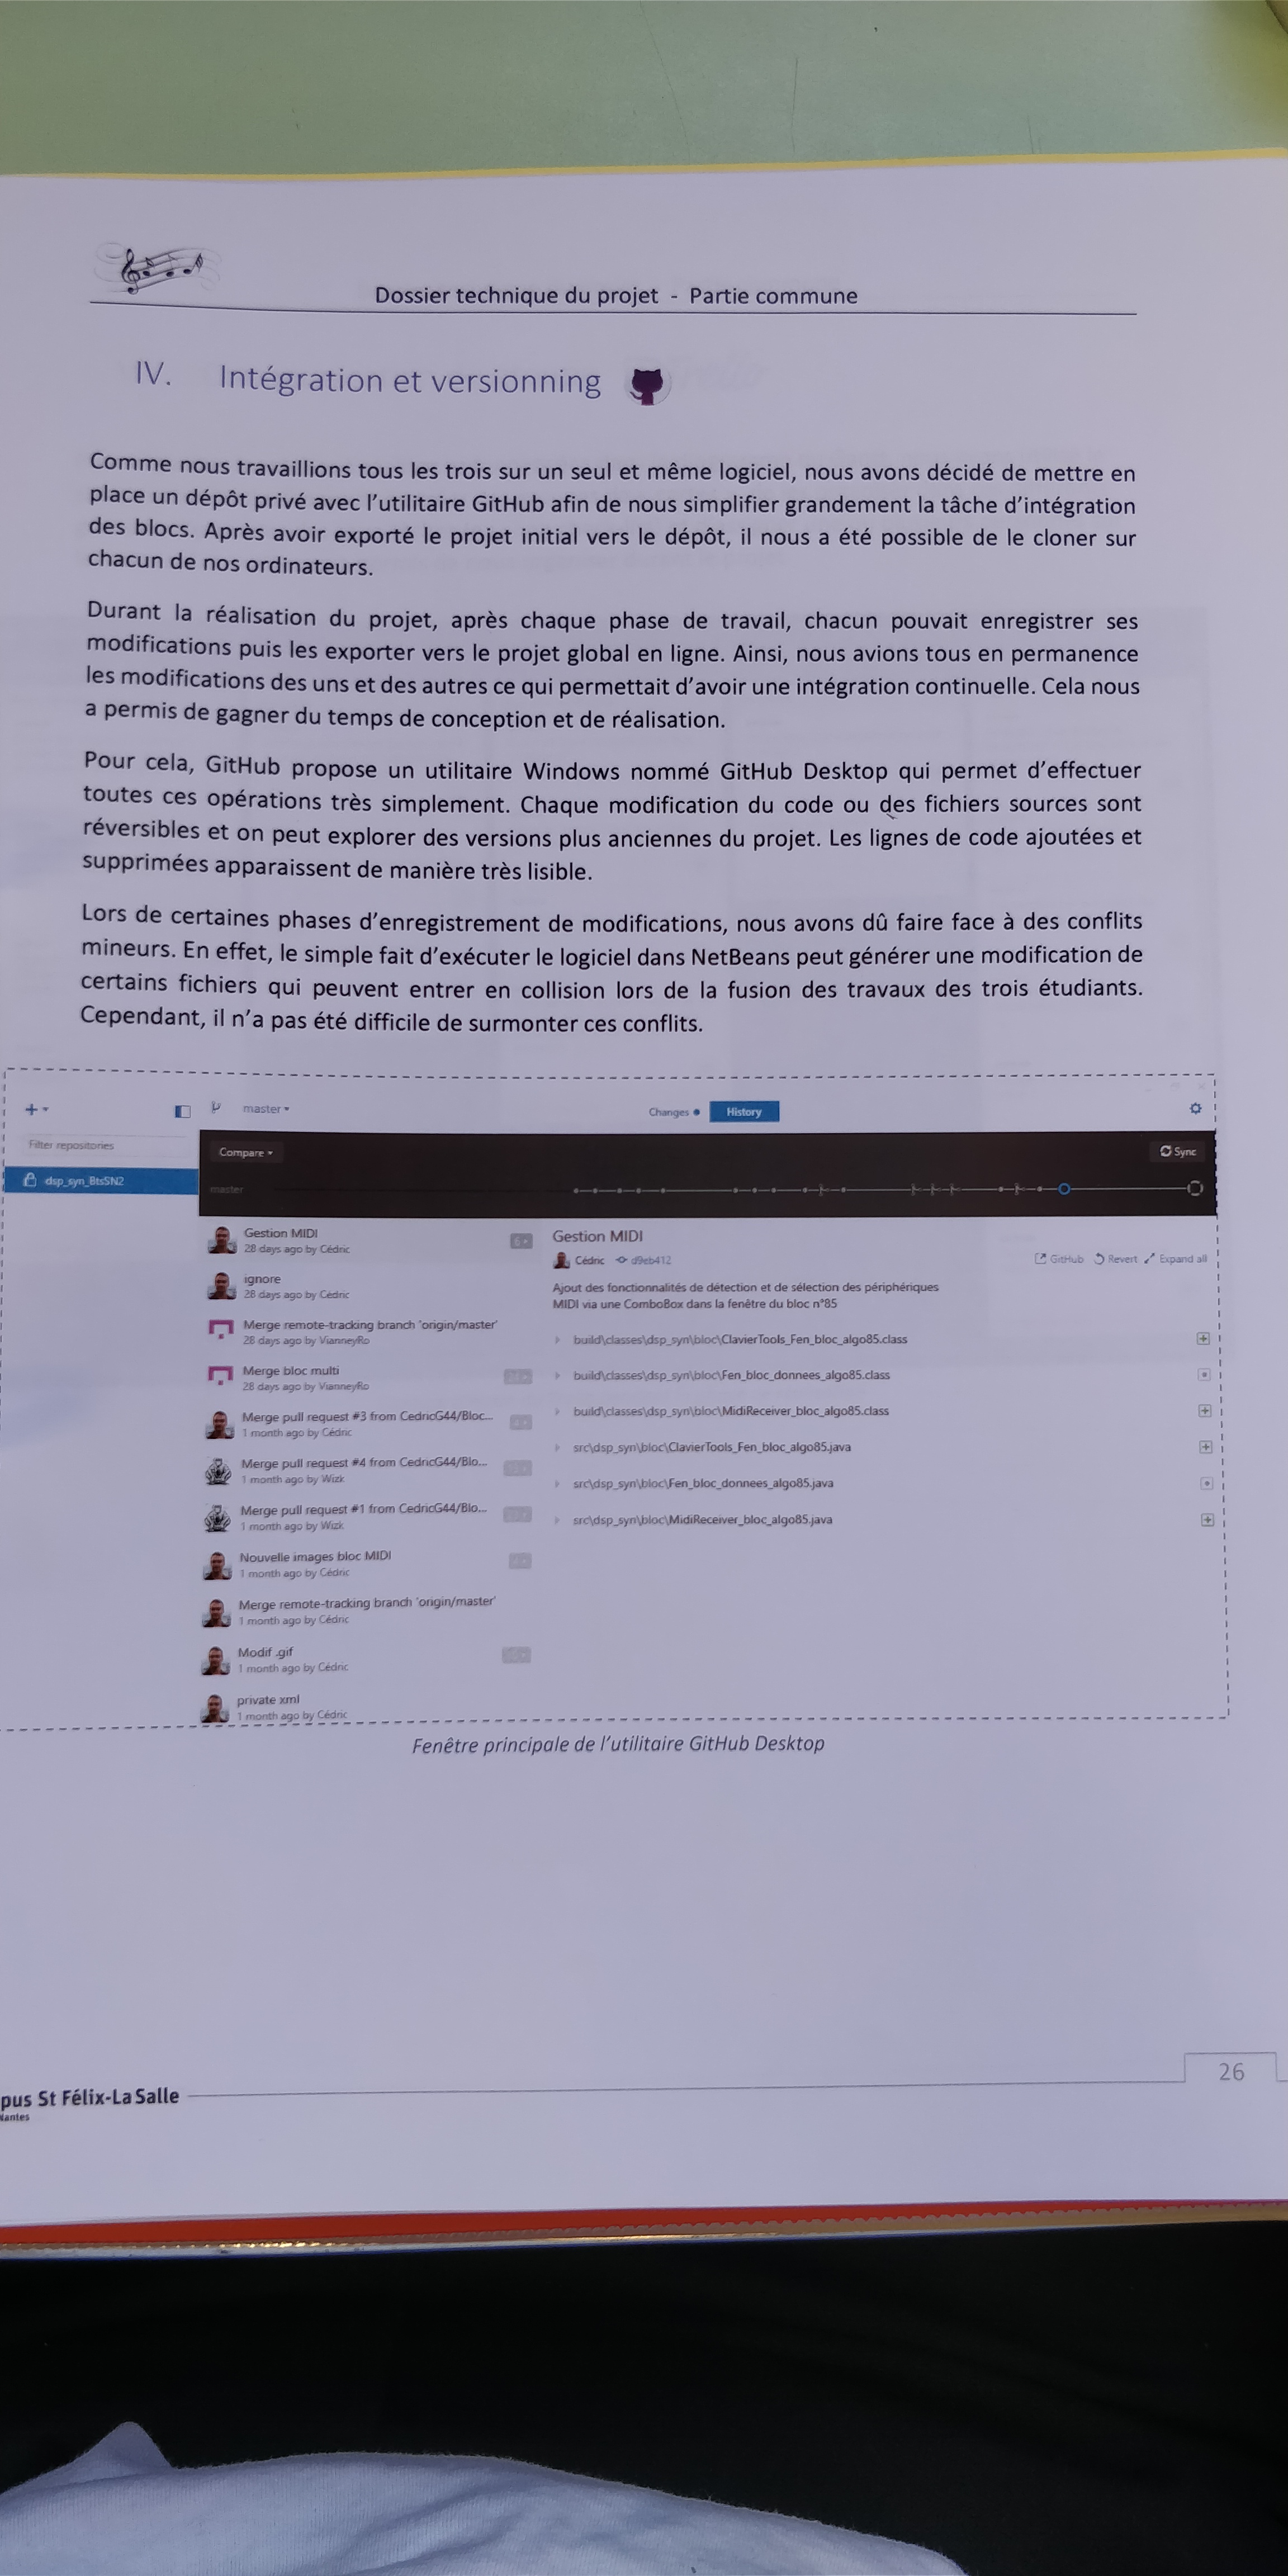 Dossier technique du projet - Partie commune
IV. Intégration et versionning
Comme nous travaillions tous les trois sur un seul et même logiciel, nous avons décidé de mettre en
place un dépôt privé avec l'utilitaire GitHub afin de nous simplifier grandement la tâche d'intégration
des blocs. Après avoir exporté le projet initial vers le dépôt, il nous a été possible de le cloner sur
chacun de nos ordinateurs.
Durant la réalisation du projet, après chaque phase de travail, chacun pouvait enregistrer ses
modifications puis les exporter vers le projet global en ligne. Ainsi, nous avions tous en permanence
les modifications des uns et des autres ce qui permettait d'avoir une intégration continuelle. Cela nous
a permis de gagner du temps de conception et de réalisation.
Pour cela, GitHub propose un utilitaire Windows nommé GitHub Desktop qui permet d'effectuer
toutes ces opérations très simplement. Chaque modification du code ou des fichiers sources sont
réversibles et on peut explorer des versions plus anciennes du projet. Les lignes de code ajoutées et
supprimées apparaissent de manière très lisible.
Lors de certaines phases d'enregistrement de modifications, nous avons dû faire face à des conflits
mineurs. En effet, le simple fait d'exécuter le logiciel dans NetBeans peut générer une modification de
certains fichiers qui peuvent entrer en collision lors de la fusion des travaux des trois étudiants.
Cependant, il n'a pas été difficile de surmonter ces conflits.
master
Changes
History
Filter repositories
dsp_syn_BtsSN2
Compare
Sync
master
Gestion MIDI
28 days ago by Cédric
ignore
28 days ago by Cédric
Merge remote-tracking branch 'origin/master'
28 days ago by VianneyRo
Merge bloc multi
28 days ago by VianneyRo
Merge pull request #3 from CedricG44/Bloc...
1 month ago by Cédric
Merge pull request #4 from CedricG44/Blo...
1 month ago by Wizk
Merge pull request #1 from CedricG44/Blo...
1 month ago by Wizk
Nouvelle images bloc MIDI
1 month ago by Cédric
Merge remote-tracking branch 'origin/master'
1 month ago by Cédric
Modif .gif
1 month ago by Cédric
private xml
1 month ago by Cédric
Gestion MIDI
Cédric d9eb412
GitHub Revert Expand all
Ajout des fonctionnalités de détection et de sélection des périphériques
MIDI via une ComboBox dans la fenêtre du bloc n°85
build\classes\dsp_syn\bloc\ClavierTools_Fen_bloc_algo85.class
build\classes\dsp_syn\bloc\Fen_bloc_donnees_algo85.class
build\classes\dsp_syn\bloc\MidiReceiver_bloc_algo85.class
src\dsp_syn\bloc\ClavierTools_Fen_bloc_algo85.java
src\dsp_syn\bloc\Fen_bloc_donnees_algo85.java
src\dsp_syn\bloc\MidiReceiver_bloc_algo85.java
Fenêtre principale de l'utilitaire GitHub Desktop
26
pus St Félix-La Salle
Nantes